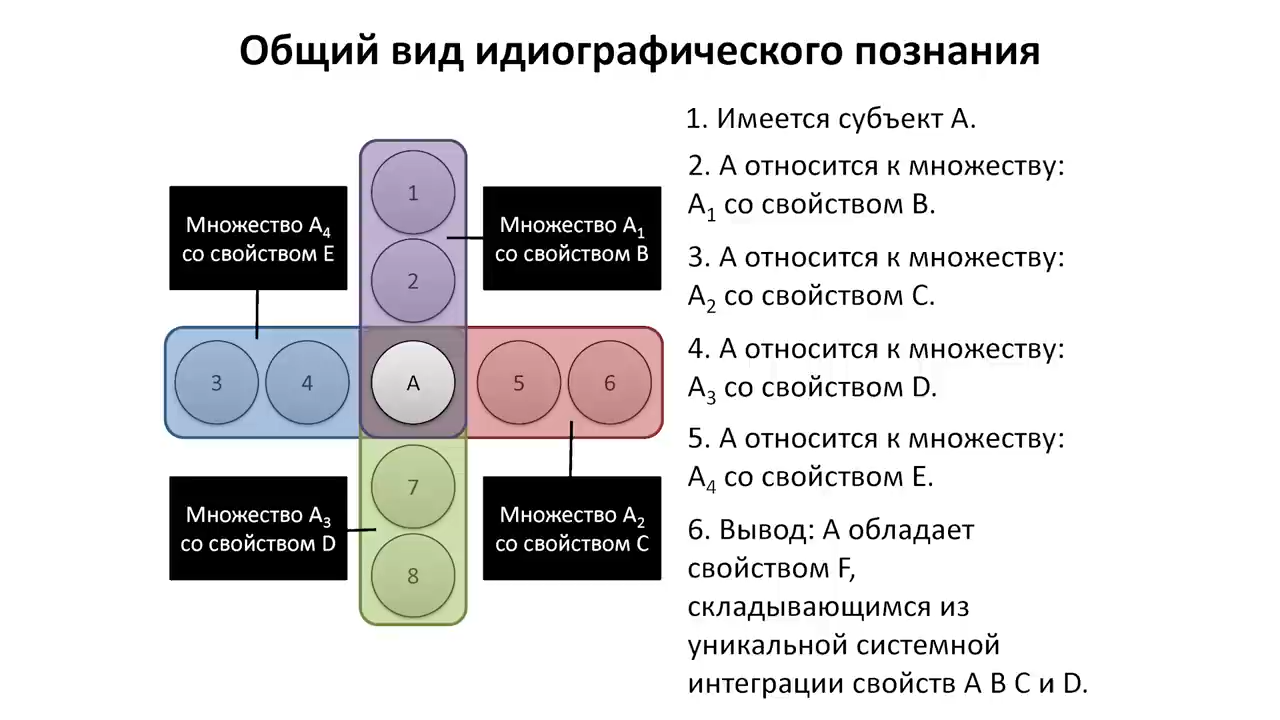 Общий вид идиографического познания
1. Имеется субъект А.
2. А относится к множеству:
A₁ со свойством B.
3. А относится к множеству:
A₂ со свойством C.
4. А относится к множеству:
A₃ со свойством D.
5. А относится к множеству:
A₄ со свойством E.
6. Вывод: А обладает
свойством F,
складывающимся из
уникальной системной
интеграции свойств A B C и D.
Множество A₄
со свойством E
Множество A₁
со свойством B
1
2
3
4
А
5
6
7
8
Множество A₃
со свойством D
Множество A₂
со свойством C